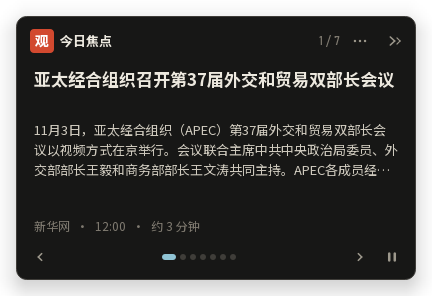 观 今日焦点 1/7
亚太经合组织召开第37届外交和贸易双部长会议
11月3日，亚太经合组织（APEC）第37届外交和贸易双部长会
议以视频方式在京举行。会议联合主席中共中央政治局委员、外
交部部长王毅和商务部部长王文涛共同主持。APEC各成员经…
新华网 • 12:00 • 约 3 分钟